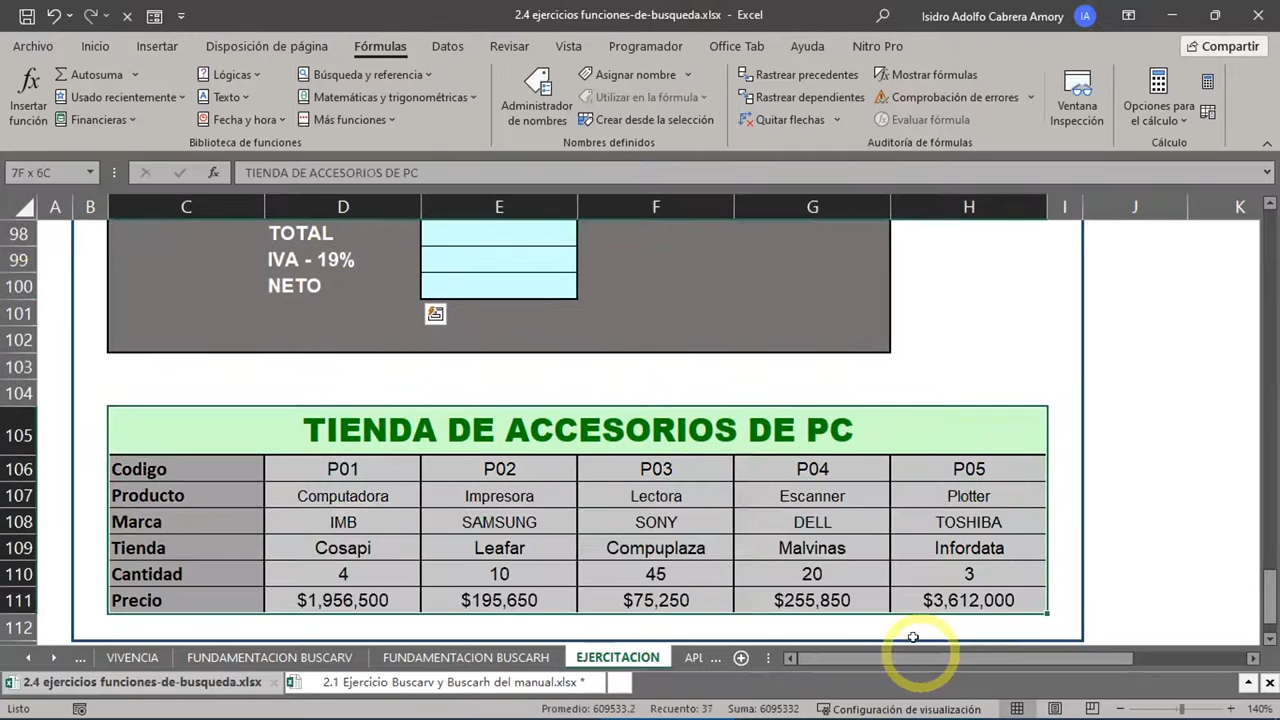 2.4 ejercicios funciones-de-busqueda.xlsx - Excel
Isidro Adolfo Cabrera Amory IA
Archivo Inicio Insertar Disposición de página Fórmulas Datos Revisar Vista Programador Office Tab Ayuda Nitro Pro Compartir
fx Insertar función
Autosuma
Usado recientemente
Financieras
Lógicas
Texto
Fecha y hora
Búsqueda y referencia
Matemáticas y trigonométricas
Más funciones
Biblioteca de funciones
Administrador de nombres
Asignar nombre
Utilizar en la fórmula
Crear desde la selección
Nombres definidos
Rastrear precedentes
Rastrear dependientes
Quitar flechas
Mostrar fórmulas
Comprobación de errores
Evaluar fórmula
Auditoría de fórmulas
Ventana Inspección
Opciones para el cálculo
Cálculo
7F x 6C fx TIENDA DE ACCESORIOS DE PC
A B C D E F G H I J K
98 TOTAL
99 IVA - 19%
100 NETO
101
102
103
104
105 TIENDA DE ACCESORIOS DE PC
106 Codigo P01 P02 P03 P04 P05
107 Producto Computadora Impresora Lectora Escanner Plotter
108 Marca IMB SAMSUNG SONY DELL TOSHIBA
109 Tienda Cosapi Leafar Compuplaza Malvinas Infordata
110 Cantidad 4 10 45 20 3
111 Precio $1,956,500 $195,650 $75,250 $255,850 $3,612,000
112
... VIVENCIA FUNDAMENTACION BUSCARV FUNDAMENTACION BUSCARH EJERCITACION APL ...
2.4 ejercicios funciones-de-busqueda.xlsx 2.1 Ejercicio Buscarv y Buscarh del manual.xlsx *
Listo Promedio: 609533.2 Recuento: 37 Suma: 6095332 Configuración de visualización 140%